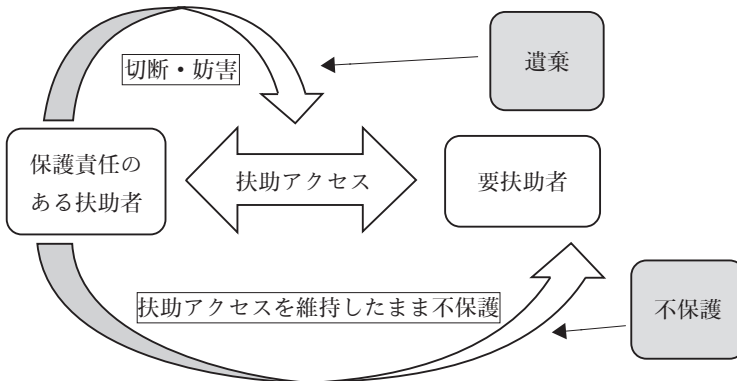 切断・妨害
遺棄
保護責任の
ある扶助者
扶助アクセス
要扶助者
扶助アクセスを維持したまま不保護
不保護